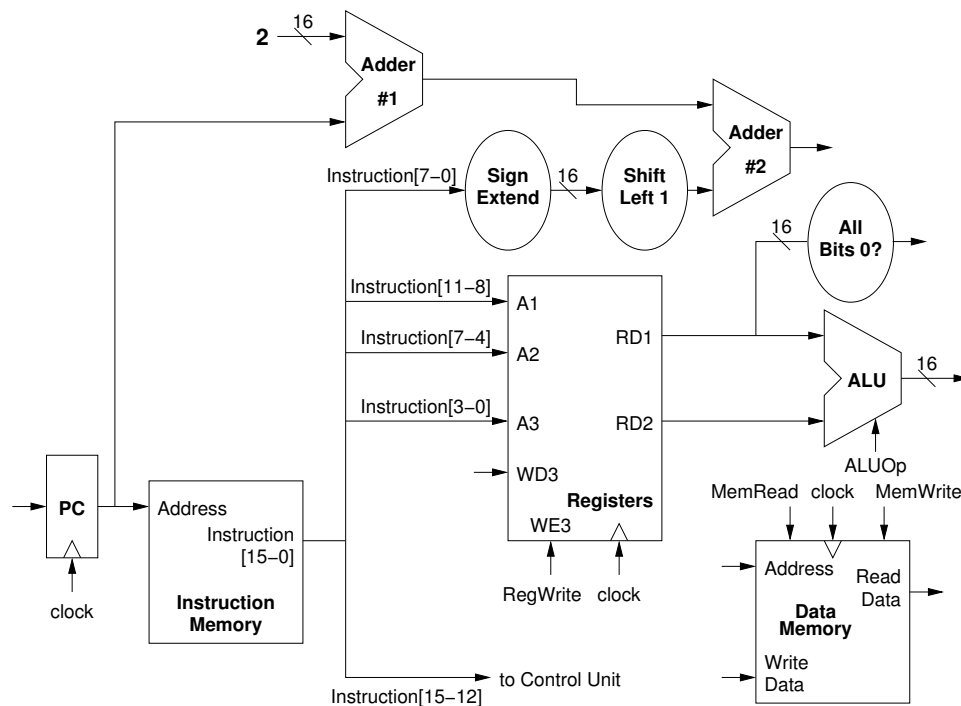 2
16
Adder
#1
Adder
#2
Instruction[7−0]
Sign
Extend
16
Shift
Left 1
16
All
Bits 0?
Instruction[11−8]
A1
Instruction[7−4]
A2
Instruction[3−0]
A3
WD3
RD1
RD2
Registers
WE3
RegWrite
clock
ALU
16
ALUOp
PC
clock
Address
Instruction
[15−0]
Instruction
Memory
MemRead
clock
MemWrite
Address
Read
Data
Data
Memory
Write
Data
to Control Unit
Instruction[15−12]